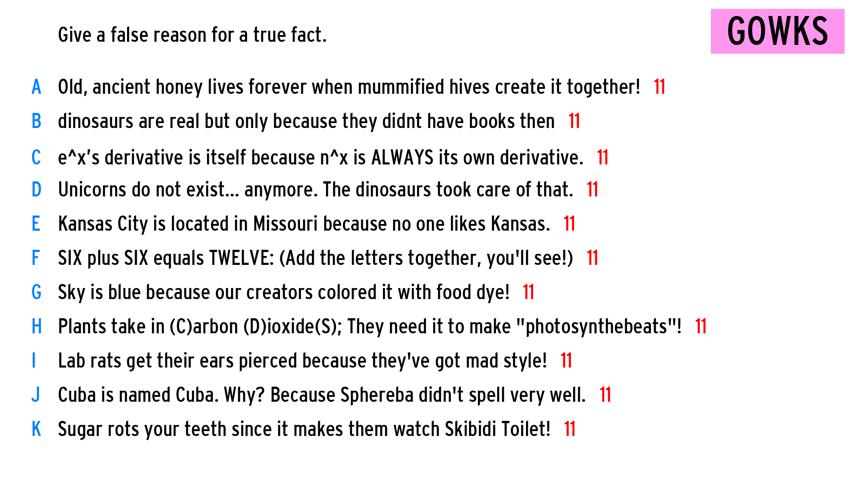 Give a false reason for a true fact.
GOWKS
A Old, ancient honey lives forever when mummified hives create it together! 11
B dinosaurs are real but only because they didnt have books then 11
C e^x's derivative is itself because n^x is ALWAYS its own derivative. 11
D Unicorns do not exist... anymore. The dinosaurs took care of that. 11
E Kansas City is located in Missouri because no one likes Kansas. 11
F SIX plus SIX equals TWELVE: (Add the letters together, you'll see!) 11
G Sky is blue because our creators colored it with food dye! 11
H Plants take in (C)arbon (D)ioxide(S); They need it to make "photosynthebeats"! 11
I Lab rats get their ears pierced because they've got mad style! 11
J Cuba is named Cuba. Why? Because Sphereba didn't spell very well. 11
K Sugar rots your teeth since it makes them watch Skibidi Toilet! 11